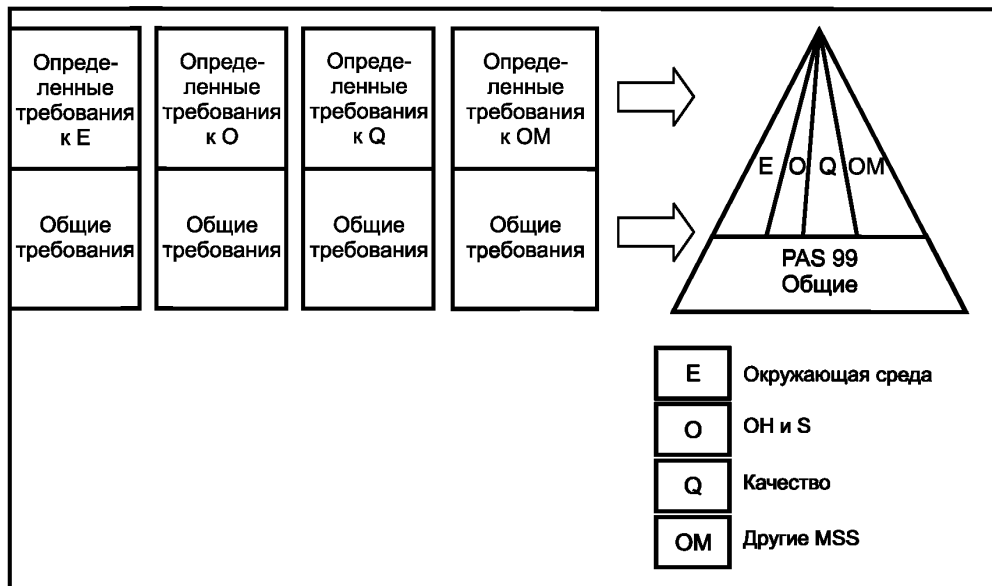 Опреде-
ленные
требования
к E
Опреде-
ленные
требования
к O
Опреде-
ленные
требования
к Q
Опреде-
ленные
требования
к OM
Общие
требования
Общие
требования
Общие
требования
Общие
требования
E O Q OM
PAS 99
Общие
E Окружающая среда
O OH и S
Q Качество
OM Другие MSS